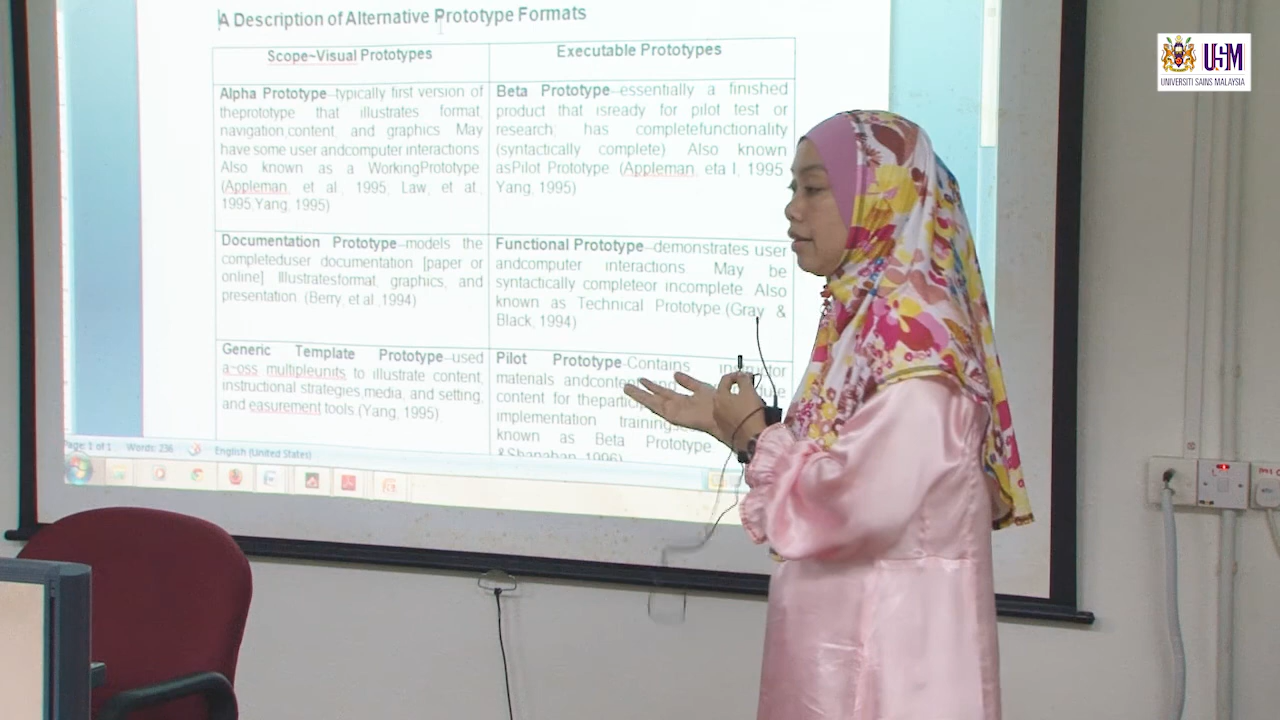 A Description of Alternative Prototype Formats
Scope~Visual Prototypes
Executable Prototypes
Alpha Prototype–typically first version of
theprototype that illustrates format,
navigation,content, and graphics. May
have some user andcomputer interactions
Also known as a WorkingPrototype
(Appleman, et al., 1995, Law, et at.,
1995,Yang, 1995)
Beta Prototype–essentially a finished
product that isready for pilot test or
research; has completefunctionality
(syntactically complete). Also known
asPilot Prototype (Appleman, eta l, 1995,
Yang, 1995)
Documentation Prototype–models the
completeduser documentation [paper or
online]. Illustratesformat, graphics, and
presentation. (Berry, et.al.,1994)
Functional Prototype–demonstrates user
andcomputer interactions. May be
syntactically completeor incomplete. Also
known as Technical Prototype.(Gray &
Black, 1994)
Generic Template Prototype–used
a~oss multipleunits to illustrate content,
instructional strategies,media, and setting,
and easurement tools (Yang, 1995).
Pilot Prototype-Contains
materials
content for
implementation
known as Beta Prototype
&Shanahan, 1996)
Page: 1 of 1 Words: 236 English (United States)
USM
UNIVERSITI SAINS MALAYSIA